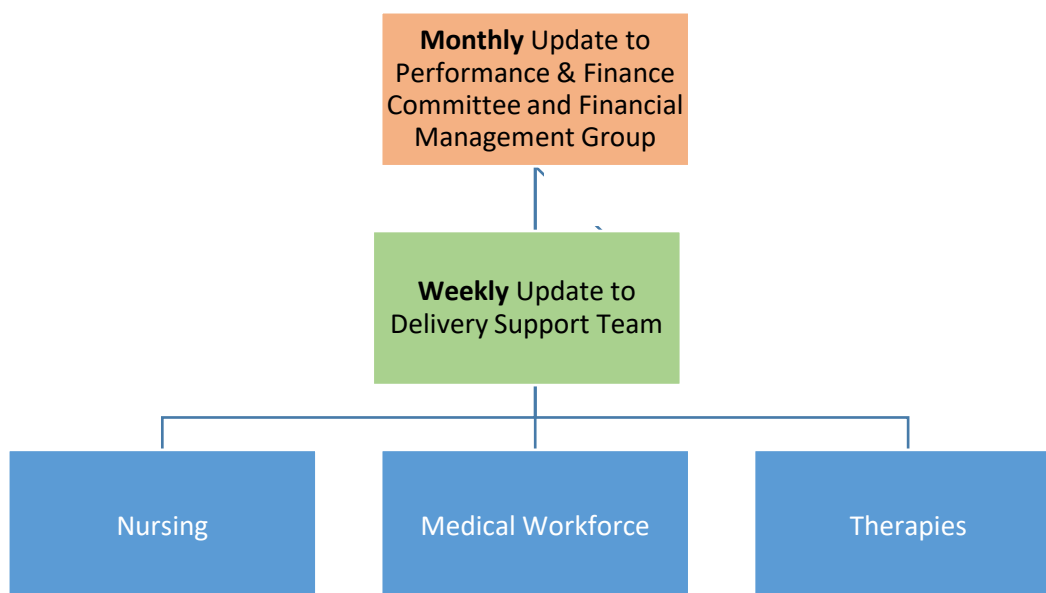 Monthly Update to
Performance & Finance
Committee and Financial
Management Group
Weekly Update to
Delivery Support Team
Nursing
Medical Workforce
Therapies